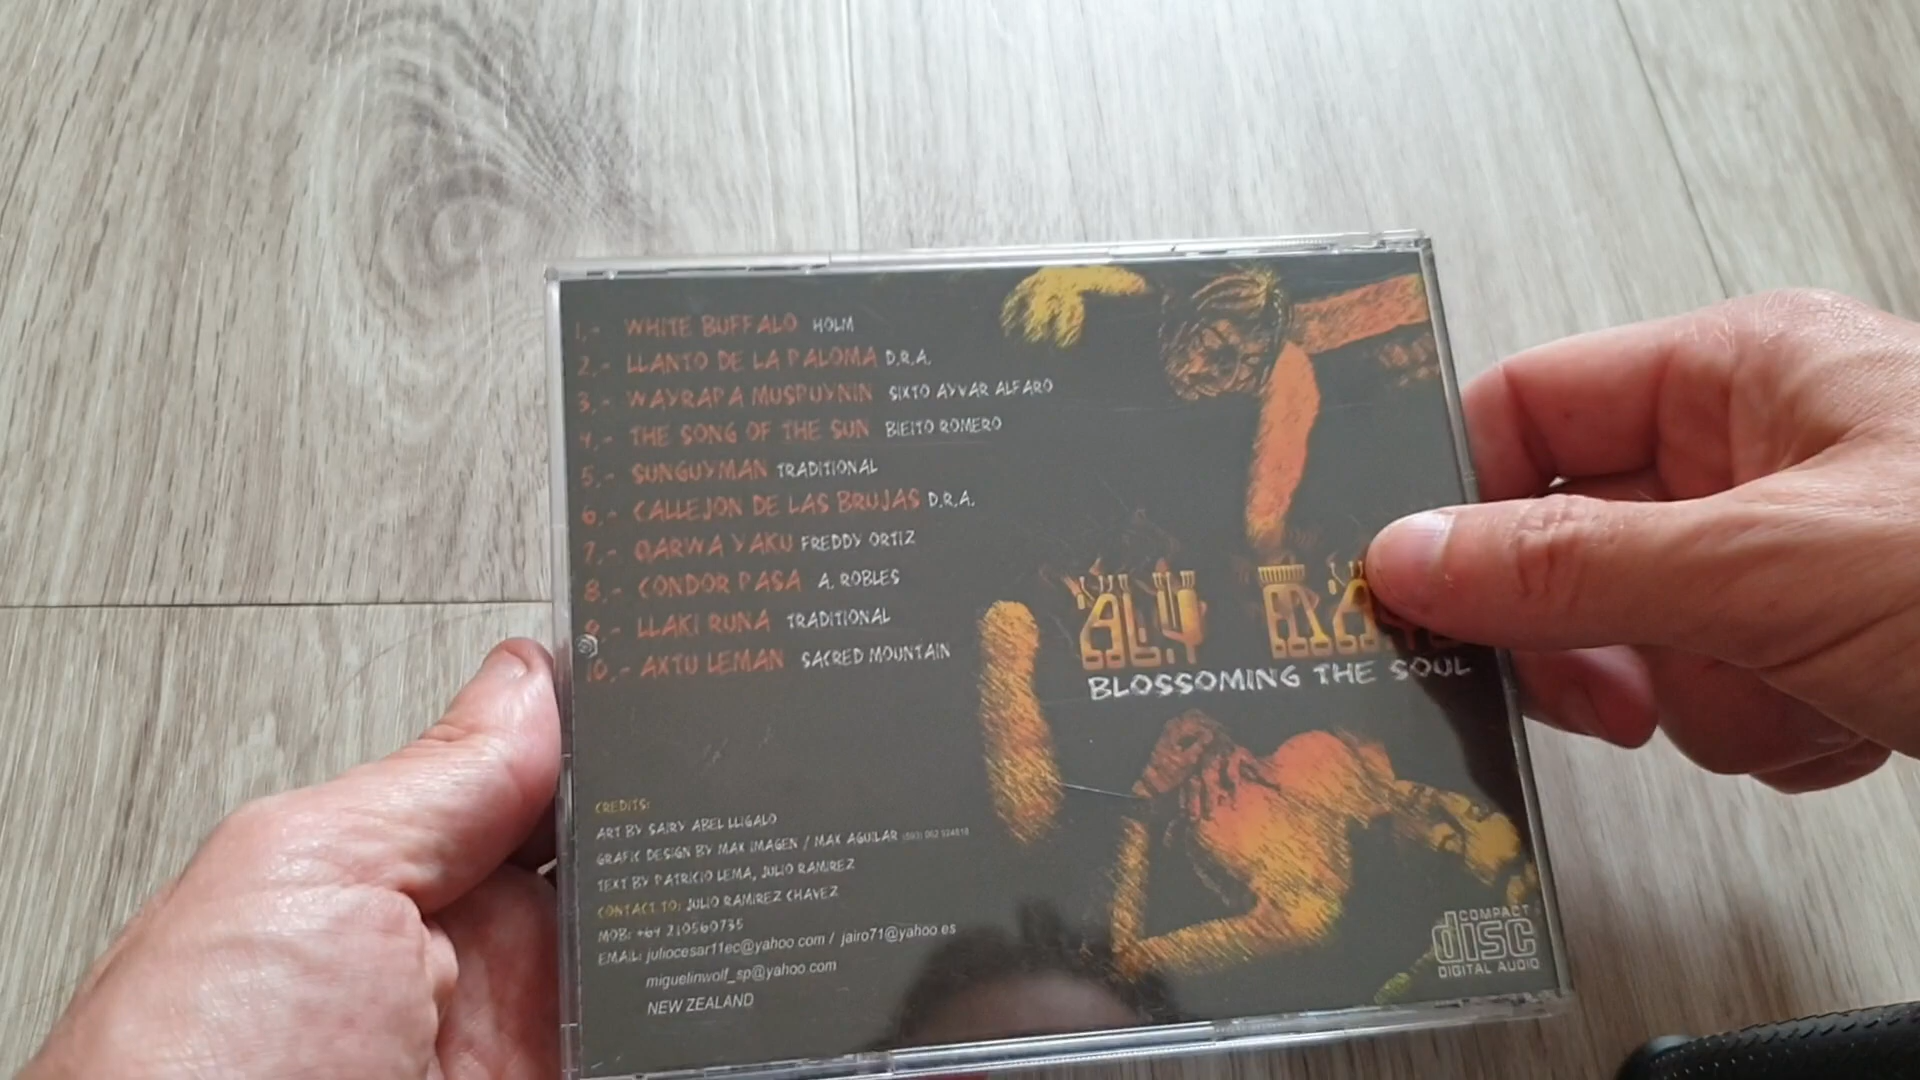 1.- WHITE BUFFALO HOLM
2.- LLANTO DE LA PALOMA D.R.A.
3.- WAYRAPA MUSPUYNIN SIXTO AYVAR ALFARO
4.- THE SONG OF THE SUN BIEITO ROMERO
5.- SUNGUYMAN TRADITIONAL
6.- CALLEJON DE LAS BRUJAS D.R.A.
7.- QARWA YAKU FREDDY ORTIZ
8.- CONDOR PASA A. ROBLES
9.- LLAKI RUNA TRADITIONAL
10.- AXTU LEMAN SACRED MOUNTAIN
ALY
BLOSSOMING THE SOUL
CREDITS:
ART BY SAIRY ABEL LLIGALO
GRAFIC DESIGN BY MAK IMAGEN / MAK AGUILAR
TEXT BY PATRICIO LEMA, JULIO RAMIREZ
CONTACT TO: JULIO RAMIREZ CHAVEZ
MOB: +64 210560735
EMAIL: juliocesar11ec@yahoo.com / jairo71@yahoo.es
miguelinwolf_sp@yahoo.com
NEW ZEALAND
COMPACT
disc
DIGITAL AUDIO